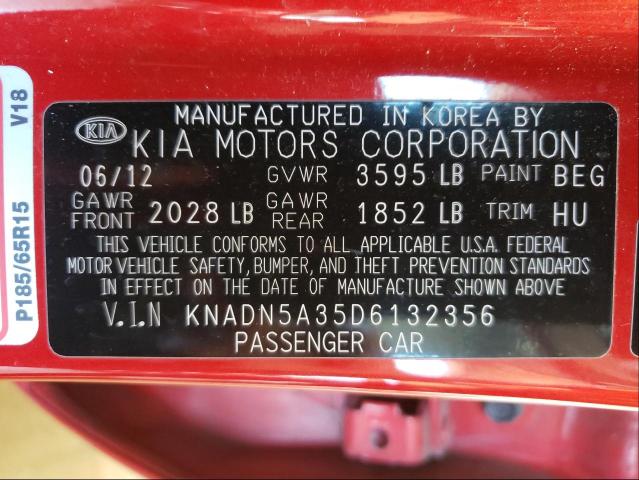 MANUFACTURED IN KOREA BY
KIA KIA MOTORS CORPORATION
06/12 GVWR 3595 LB PAINT BEG
GAWR FRONT 2028 LB GAWR REAR 1852 LB TRIM HU
THIS VEHICLE CONFORMS TO ALL APPLICABLE U.S.A. FEDERAL
MOTOR VEHICLE SAFETY, BUMPER, AND THEFT PREVENTION STANDARDS
IN EFFECT ON THE DATE OF MANUFACTURE SHOWN ABOVE
V.I.N KNADN5A35D6132356
PASSENGER CAR
P185/65R15 V18